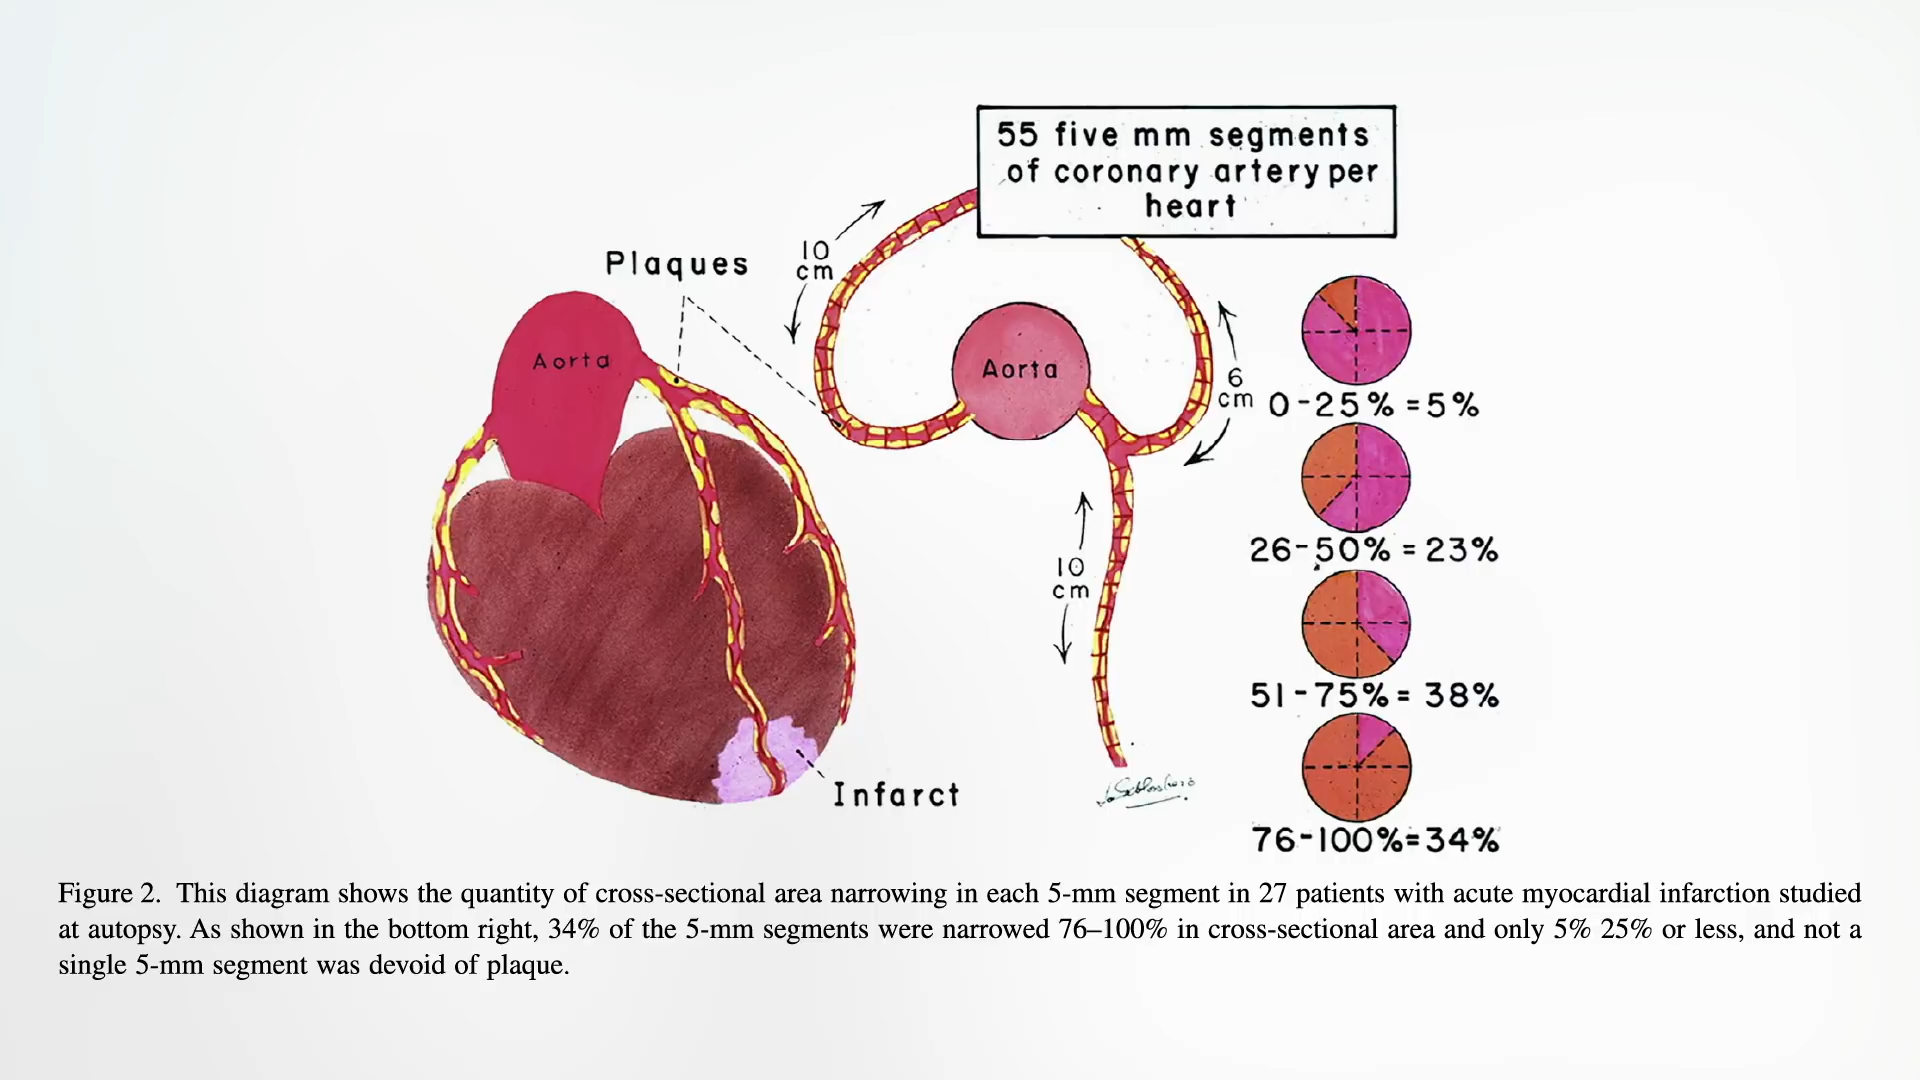 55 five mm segments
of coronary artery per
heart
Plaques
10
cm
Aorta
Aorta
6
cm
0-25% = 5%
26-50% = 23%
10
cm
51-75% = 38%
Infarct
76-100% = 34%
Figure 2. This diagram shows the quantity of cross-sectional area narrowing in each 5-mm segment in 27 patients with acute myocardial infarction studied
at autopsy. As shown in the bottom right, 34% of the 5-mm segments were narrowed 76–100% in cross-sectional area and only 5% 25% or less, and not a
single 5-mm segment was devoid of plaque.